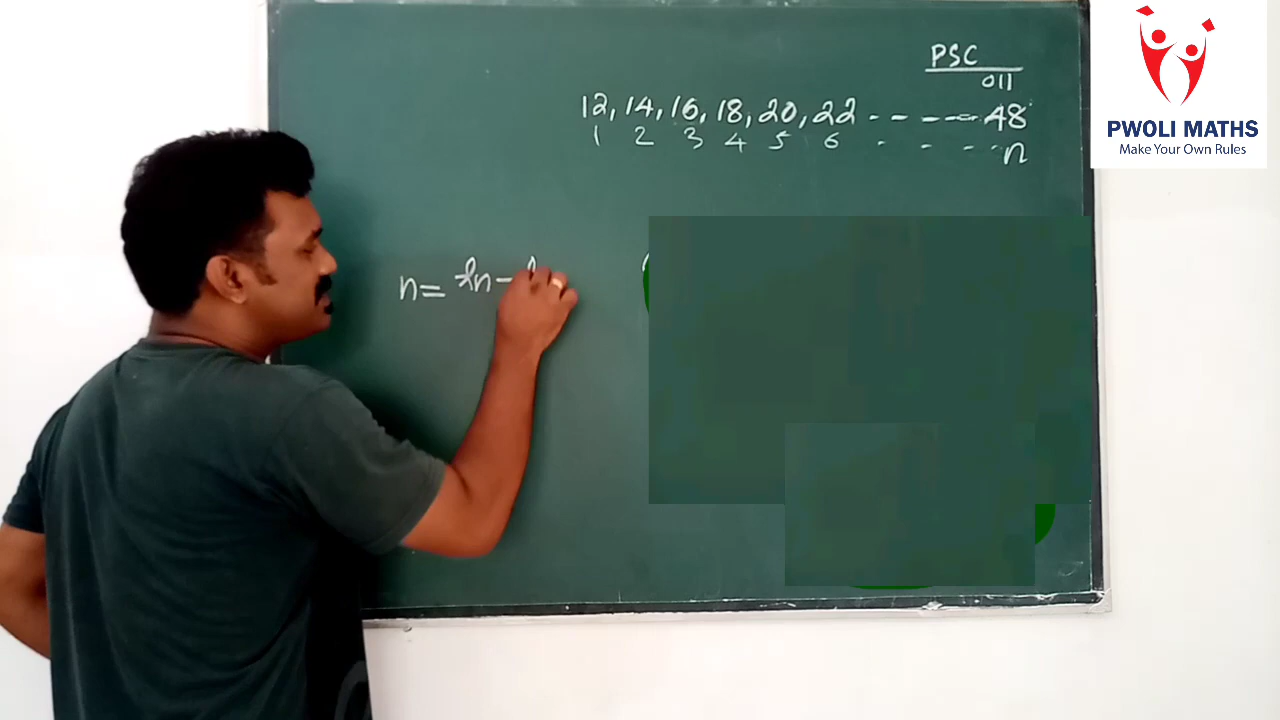 PSC
011
12, 14, 16, 18, 20, 22 - - - - - 48
1 2 3 4 5 6 . . . . n
n = xn -
PWOLI MATHS
Make Your Own Rules